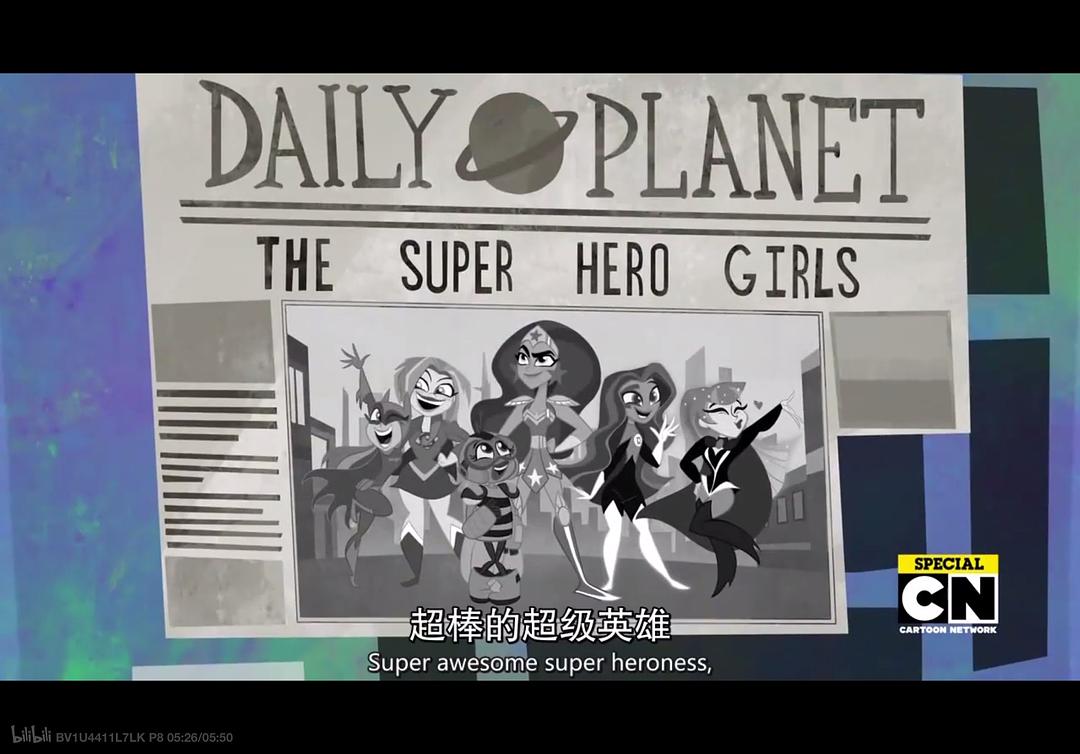 DAILY PLANET
THE SUPER HERO GIRLS
SPECIAL
CN
CARTOON NETWORK
超棒的超级英雄
Super awesome super heroness,
bilibili BV1U4411L7LK P8 05:26/05:50